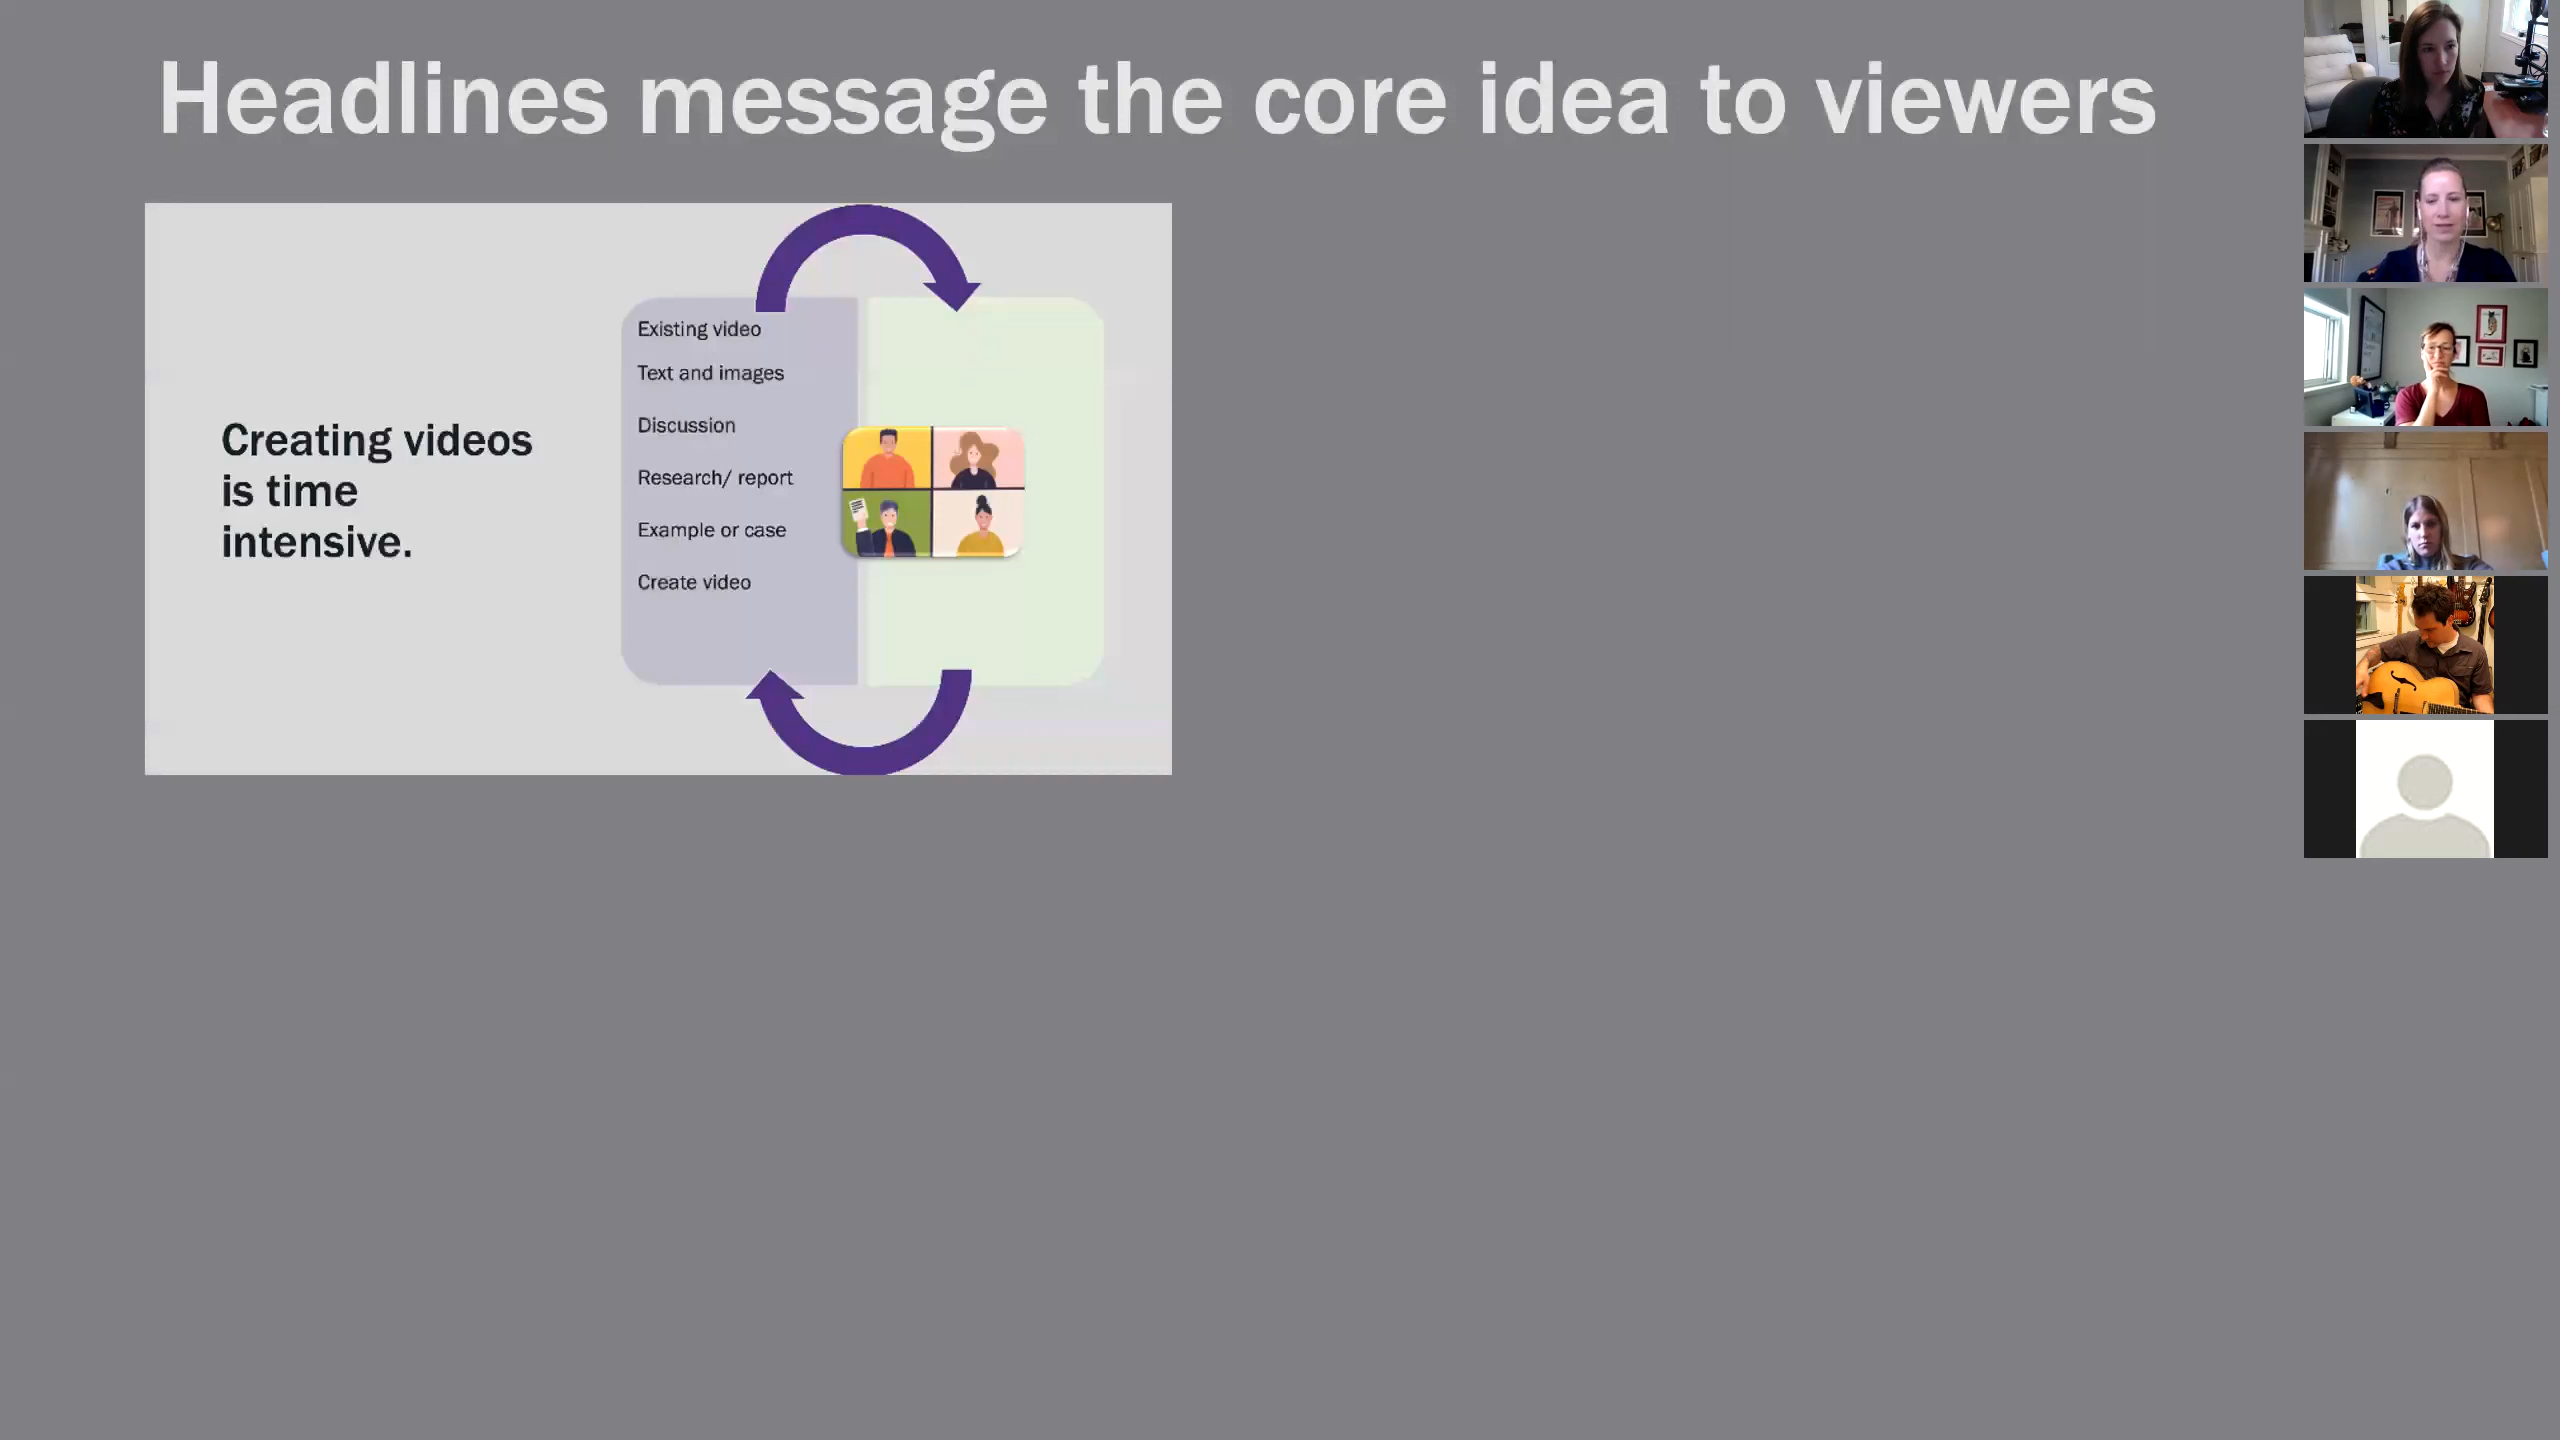 Headlines message the core idea to viewers
Creating videos
is time
intensive.
Existing video
Text and images
Discussion
Research/ report
Example or case
Create video